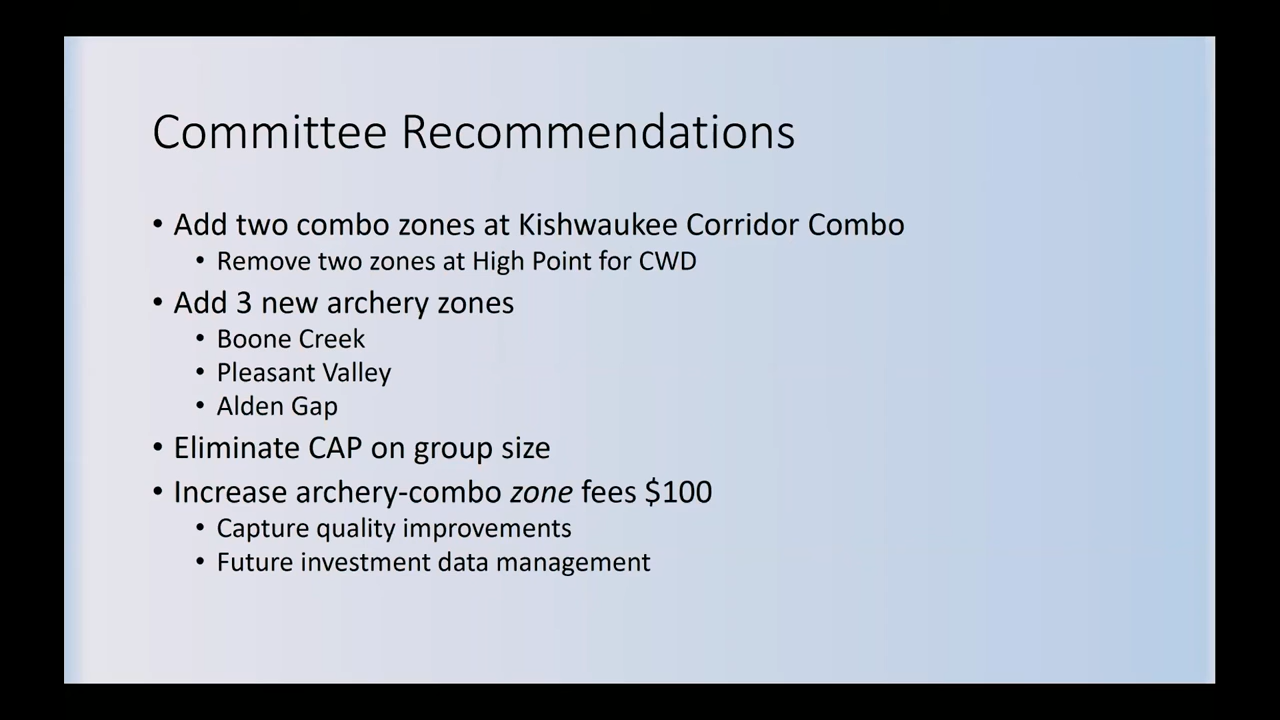 Committee Recommendations
• Add two combo zones at Kishwaukee Corridor Combo
• Remove two zones at High Point for CWD
• Add 3 new archery zones
• Boone Creek
• Pleasant Valley
• Alden Gap
• Eliminate CAP on group size
• Increase archery-combo zone fees $100
• Capture quality improvements
• Future investment data management